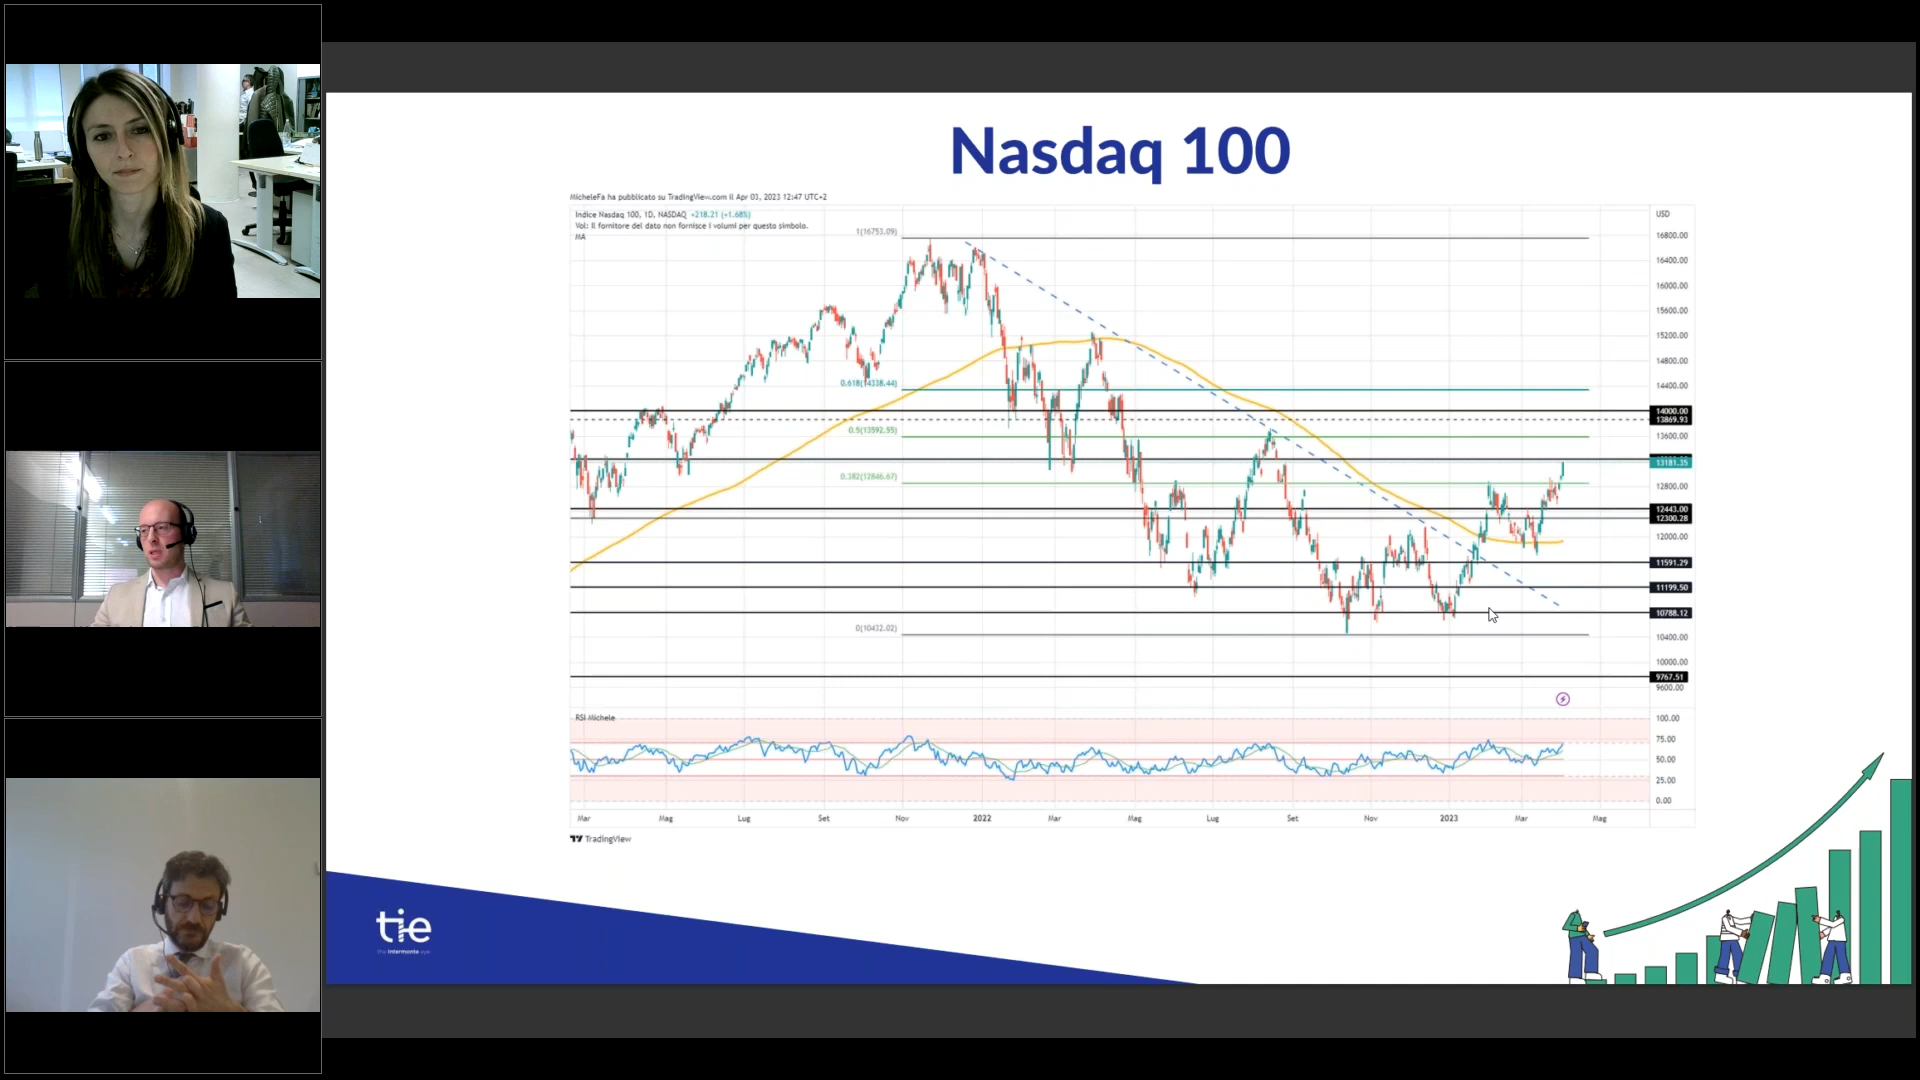 Nasdaq 100
MicheleFa ha pubblicato su TradingView.com il Apr 03, 2023 12:47 UTC+2
Indice Nasdaq 100, 1D, NASDAQ +218.21 (+1.68%)
Vol: Il fornitore del dato non fornisce i volumi per questo simbolo.
MA
USD
1(16753.09)
16800.00
16400.00
16000.00
15600.00
15200.00
14800.00
0.618(14338.44)
14400.00
14000.00
13869.93
0.5(13592.55)
13600.00
13181.35
0.382(12846.67)
12800.00
12443.00
12300.28
12000.00
11591.29
11199.50
10788.12
0(10432.02)
10400.00
10000.00
9767.51
9600.00
RSI Michele
100.00
75.00
50.00
25.00
0.00
Mar Mag Lug Set Nov 2022 Mar Mag Lug Set Nov 2023 Mar Mag
TradingView
tie
the intermonte eye